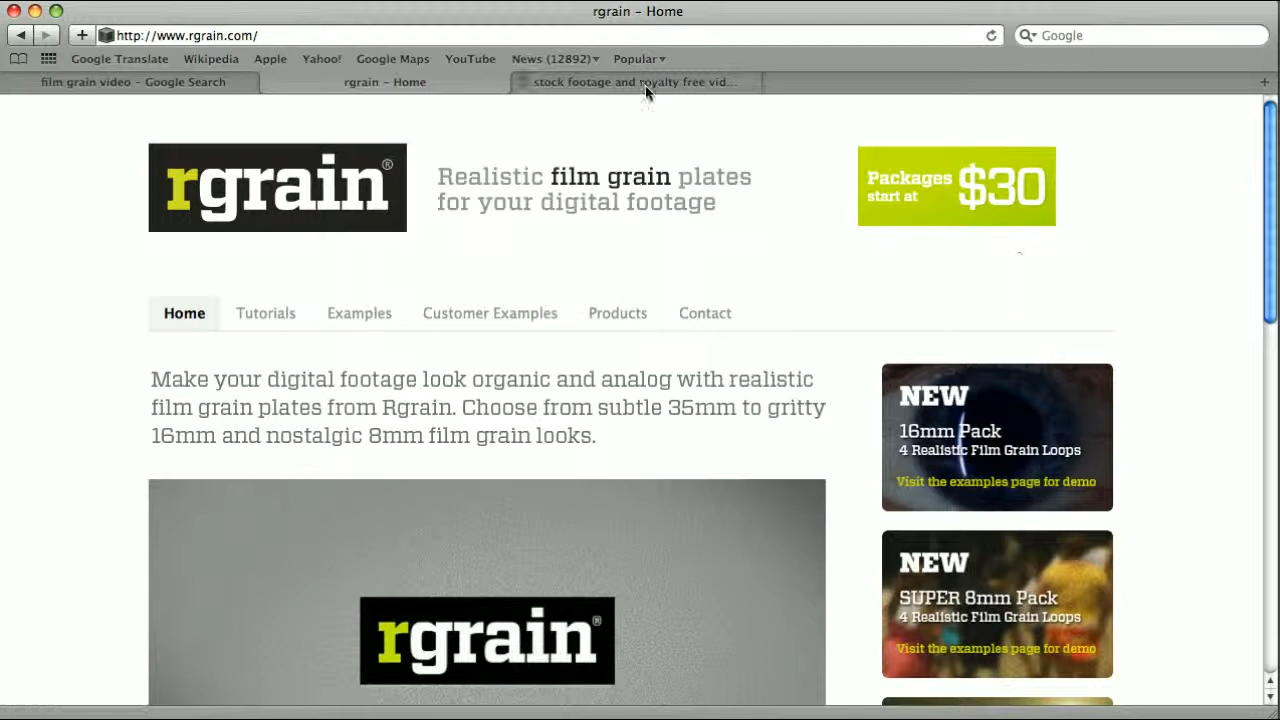 rgrain – Home
http://www.rgrain.com/
Google
Google Translate Wikipedia Apple Yahoo! Google Maps YouTube News (12892) Popular
film grain video – Google Search
rgrain – Home
stock footage and royalty free vid...
rgrain®
Realistic film grain plates
for your digital footage
Packages
start at
$30
Home Tutorials Examples Customer Examples Products Contact
Make your digital footage look organic and analog with realistic
film grain plates from Rgrain. Choose from subtle 35mm to gritty
16mm and nostalgic 8mm film grain looks.
NEW
16mm Pack
4 Realistic Film Grain Loops
Visit the examples page for demo
NEW
SUPER 8mm Pack
4 Realistic Film Grain Loops
Visit the examples page for demo
rgrain®